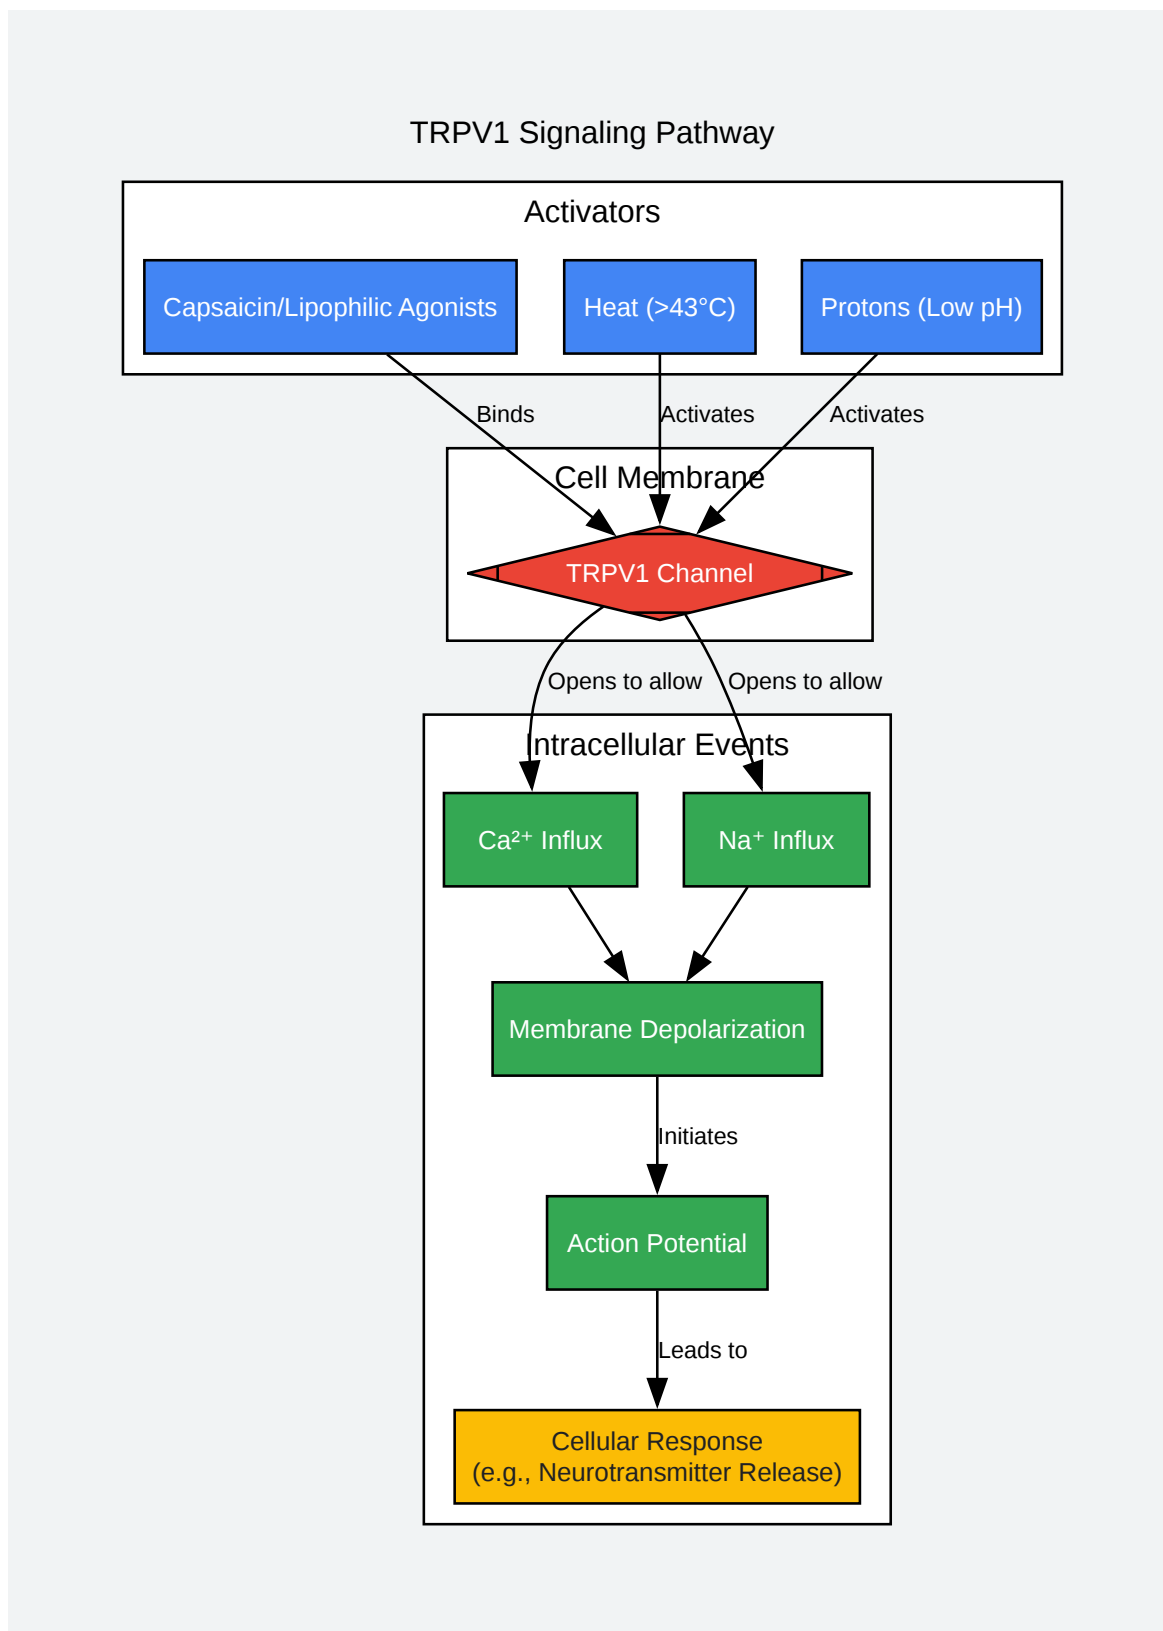 TRPV1 Signaling Pathway
Activators
Capsaicin/Lipophilic Agonists
Heat (>43°C)
Protons (Low pH)
Binds
Activates
Activates
Cell Membrane
TRPV1 Channel
Opens to allow
Opens to allow
Intracellular Events
Ca²⁺ Influx
Na⁺ Influx
Membrane Depolarization
Initiates
Action Potential
Leads to
Cellular Response
(e.g., Neurotransmitter Release)